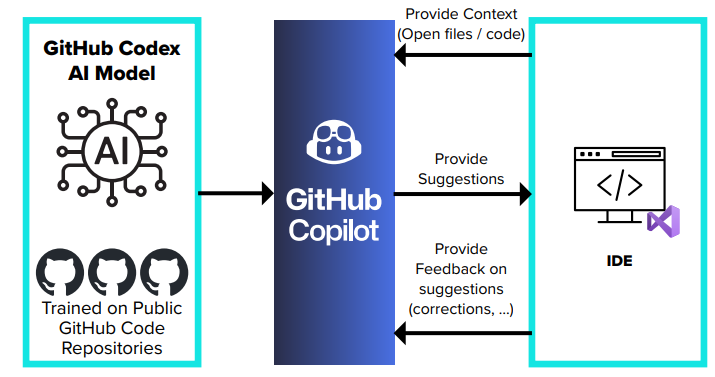 GitHub Codex
AI Model
AI
Trained on Public
GitHub Code
Repositories
GitHub
Copilot
Provide Context
(Open files / code)
Provide
Suggestions
Provide
Feedback on
suggestions
(corrections, ...)
</>
IDE